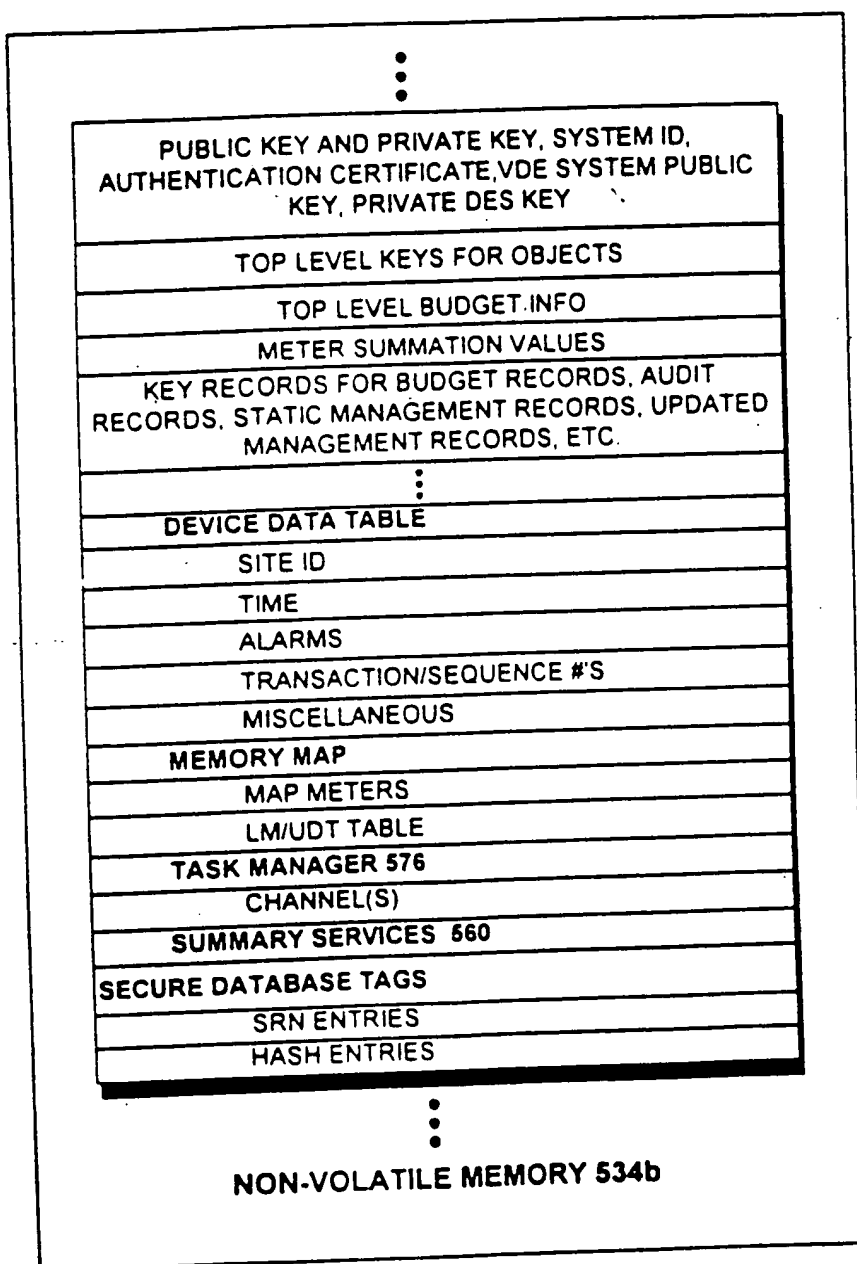 PUBLIC KEY AND PRIVATE KEY, SYSTEM ID,
AUTHENTICATION CERTIFICATE,VDE SYSTEM PUBLIC
KEY, PRIVATE DES KEY
TOP LEVEL KEYS FOR OBJECTS
TOP LEVEL BUDGET INFO
METER SUMMATION VALUES
KEY RECORDS FOR BUDGET RECORDS, AUDIT
RECORDS, STATIC MANAGEMENT RECORDS, UPDATED
MANAGEMENT RECORDS, ETC.
DEVICE DATA TABLE
SITE ID
TIME
ALARMS
TRANSACTION/SEQUENCE #'S
MISCELLANEOUS
MEMORY MAP
MAP METERS
LM/UDT TABLE
TASK MANAGER 576
CHANNEL(S)
SUMMARY SERVICES 560
SECURE DATABASE TAGS
SRN ENTRIES
HASH ENTRIES
NON-VOLATILE MEMORY 534b